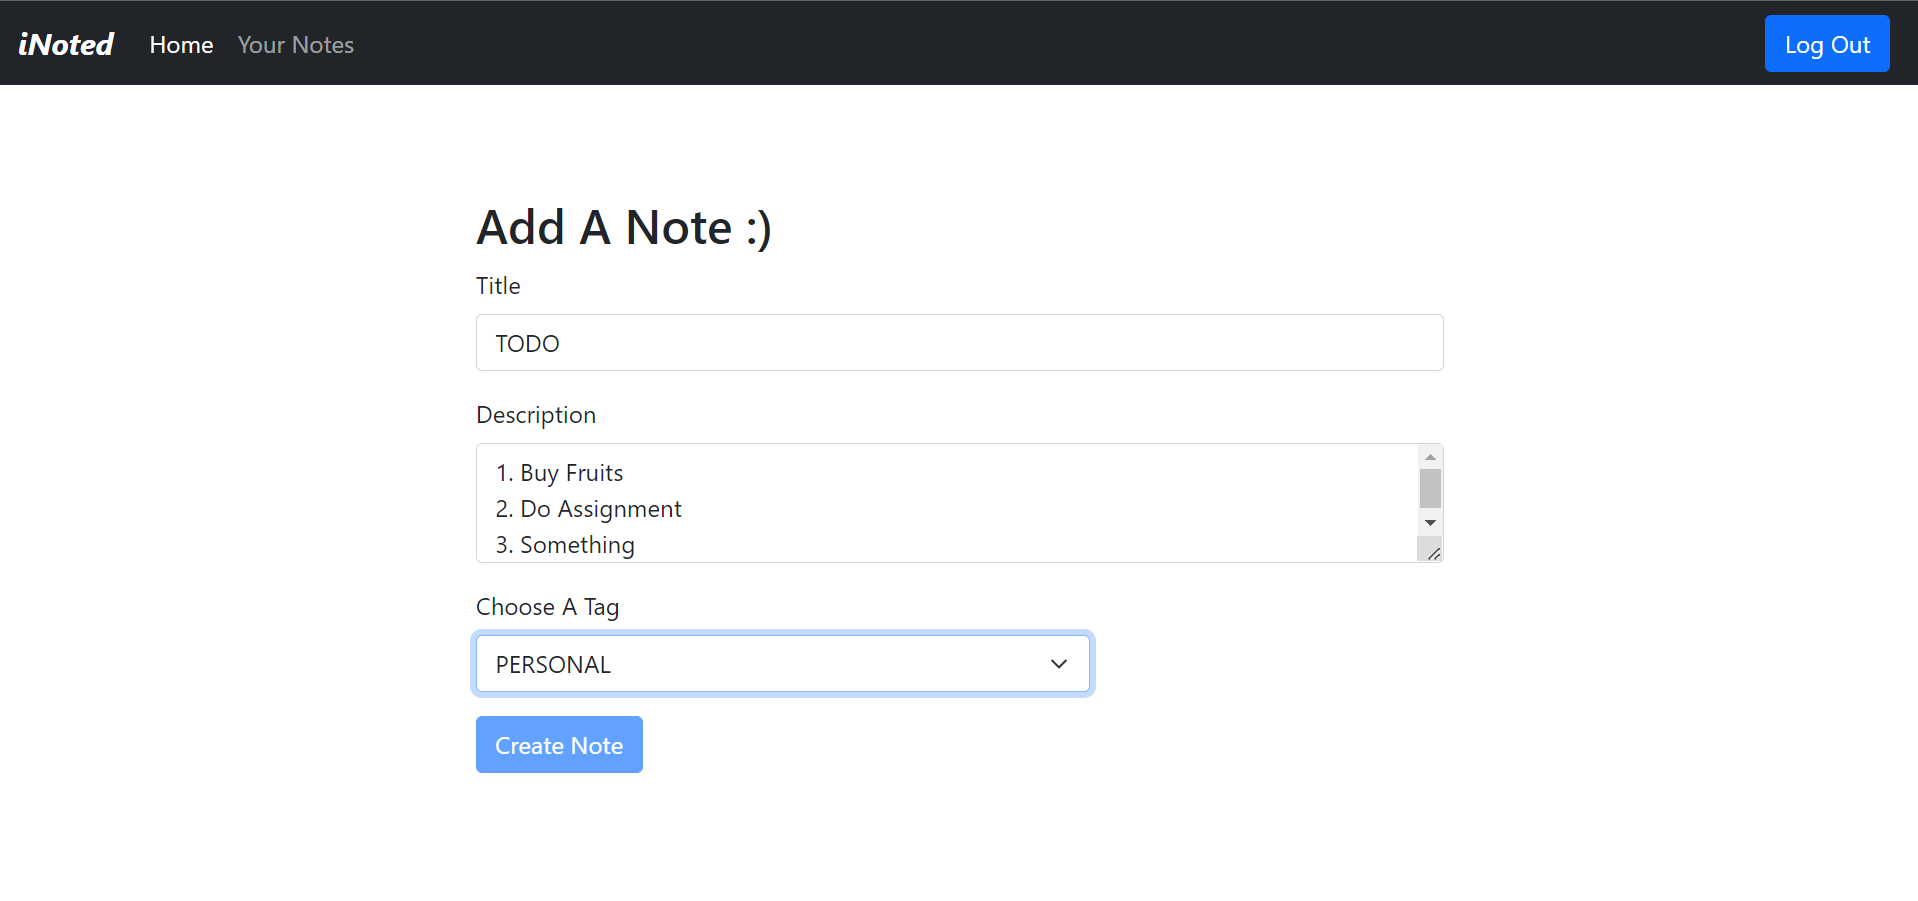 iNoted Home Your Notes Log Out
Add A Note :)
Title
TODO
Description
1. Buy Fruits
2. Do Assignment
3. Something
Choose A Tag
PERSONAL
Create Note